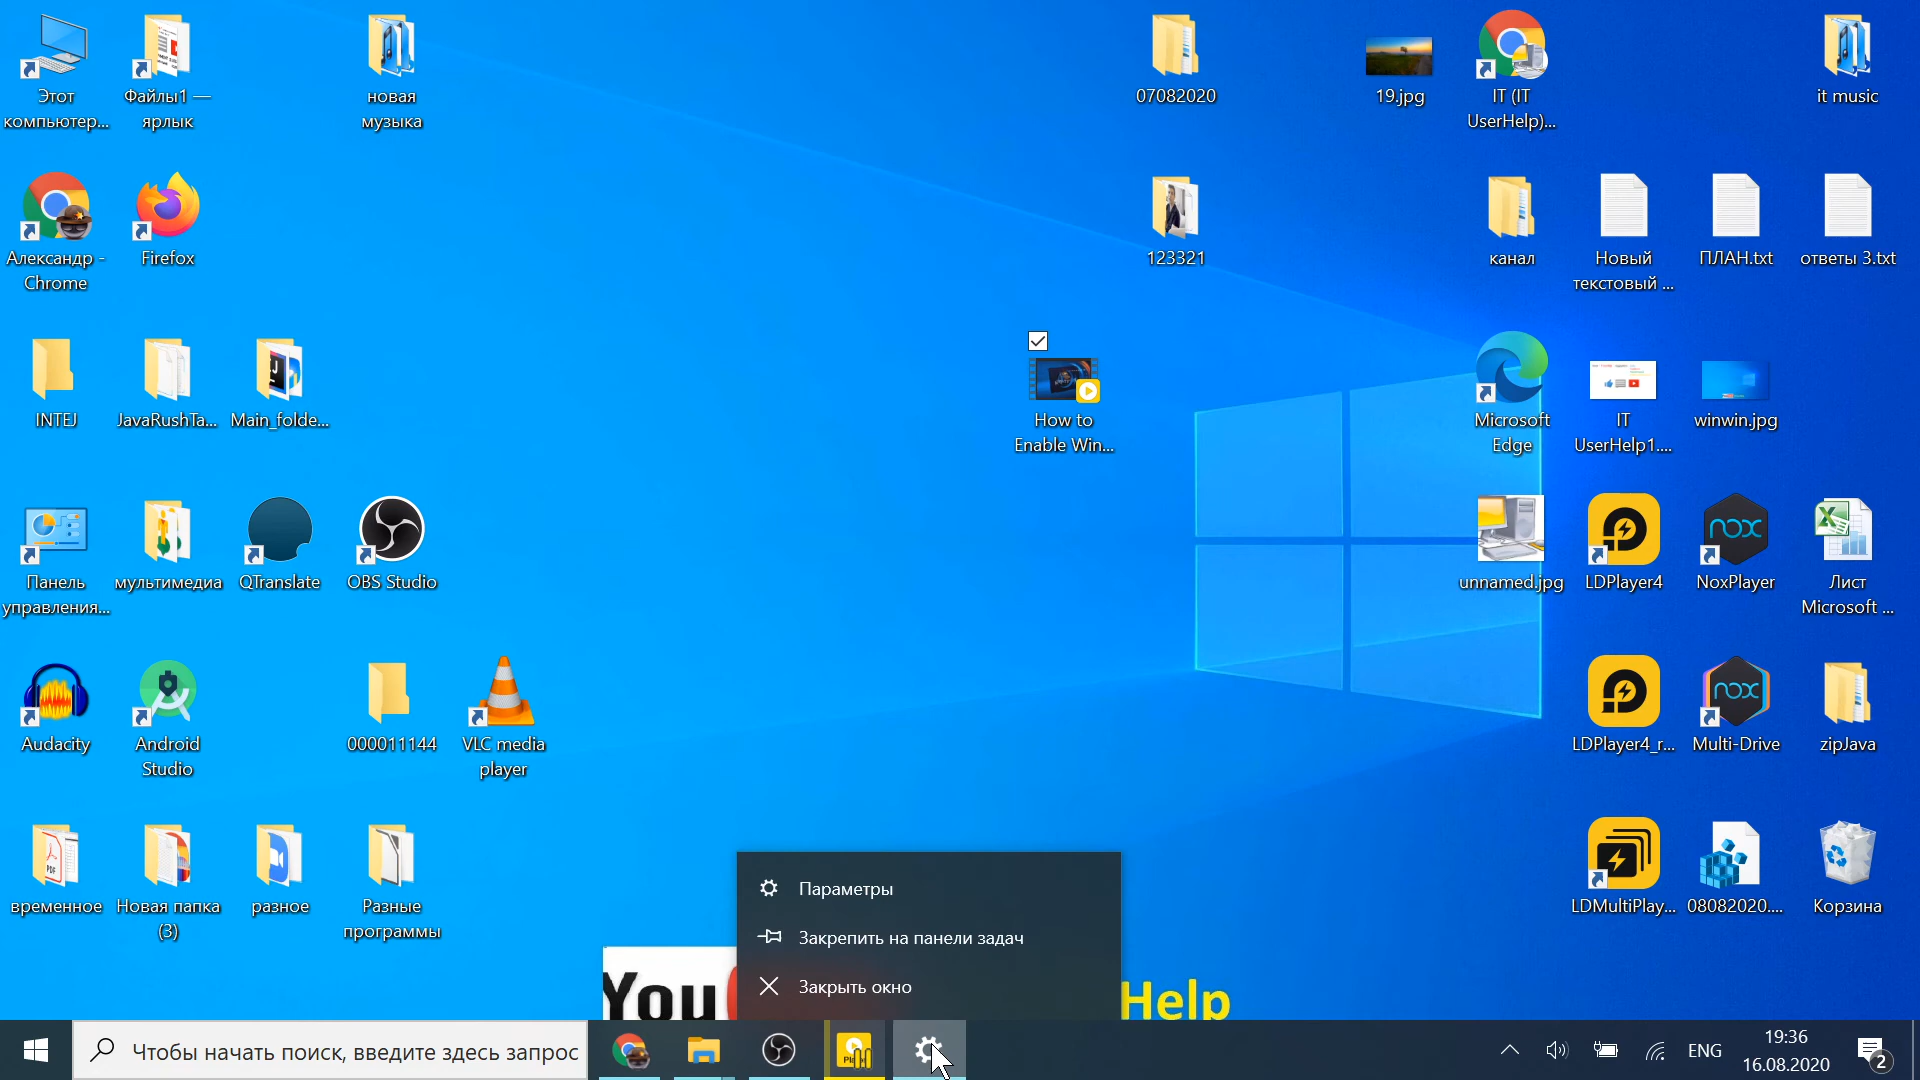 Этот
компьютер...
Файлы1 —
ярлык
новая
музыка
07082020
19.jpg
IT (IT
UserHelp)...
it music
Александр -
Chrome
Firefox
123321
канал
Новый
текстовый ...
ПЛАН.txt
ответы 3.txt
INTEJ
JavaRushTa...
Main_folde...
How to
Enable Win...
Microsoft
Edge
IT
UserHelp1....
winwin.jpg
Панель
управления...
мультимедиа
QTranslate
OBS Studio
unnamed.jpg
LDPlayer4
NoxPlayer
Лист
Microsoft ...
Audacity
Android
Studio
000011144
VLC media
player
LDPlayer4_r...
Multi-Drive
zipJava
временное
Новая папка
(3)
разное
Разные
программы
LDMultiPlay...
08082020....
Корзина
Параметры
Закрепить на панели задач
Закрыть окно
You
Help
Чтобы начать поиск, введите здесь запрос
ENG
19:36
16.08.2020
2